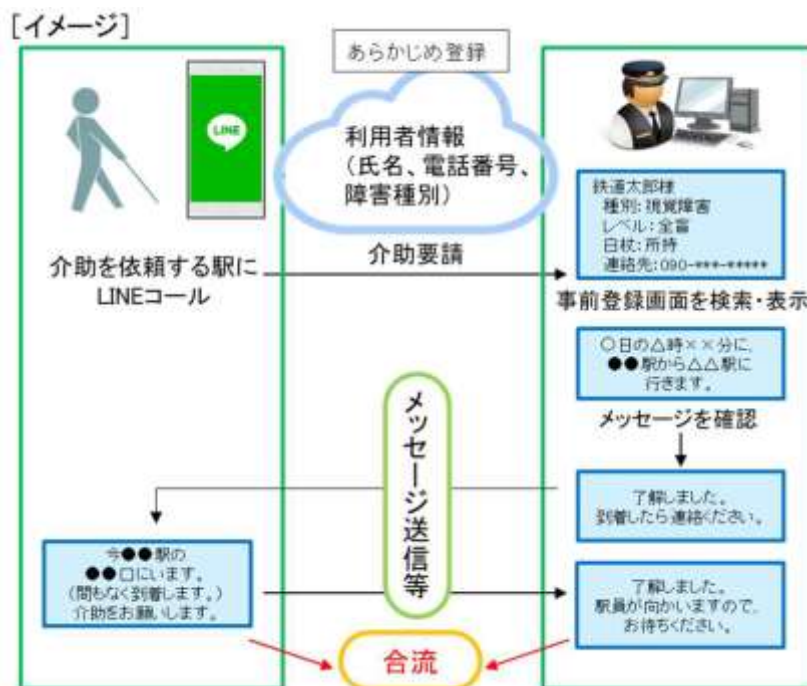 [イメージ]
あらかじめ登録
LINE
利用者情報
(氏名、電話番号、
障害種別)
鉄道太郎様
種別:視覚障害
レベル:全盲
白杖:所持
連絡先:090-***-*****
介助を依頼する駅に
LINEコール
介助要請
事前登録画面を検索・表示
○日の△時××分に、
●●駅から△△駅に
行きます。
メッセージを確認
メッセージ送信等
了解しました。
到着したら連絡ください。
今●●駅の
●●口にいます。
(間もなく到着します。)
介助をお願いします。
了解しました。
駅員が向かいますので、
お待ちください。
合流